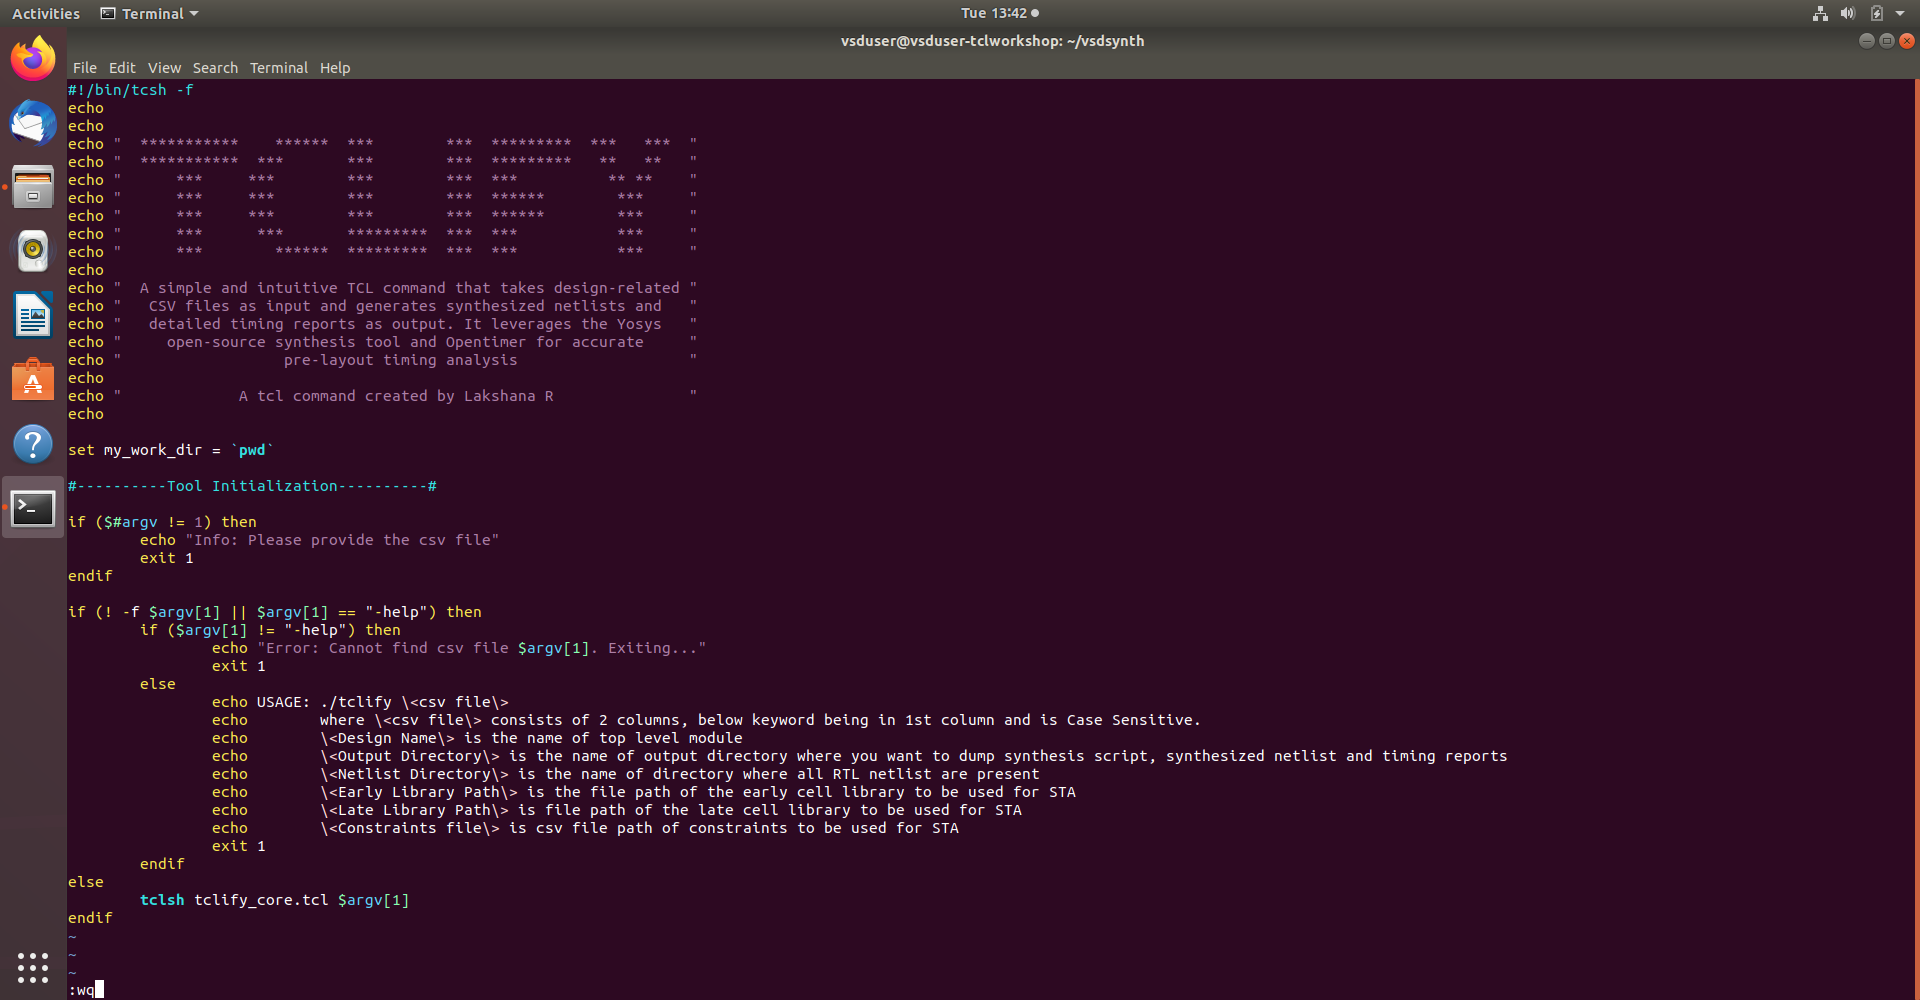 Activities Terminal Tue 13:42
vsduser@vsduser-tclworkshop: ~/vsdsynth
File Edit View Search Terminal Help
#!/bin/tcsh -f
echo
echo
echo "  ***********    ******  ***        ***  *********  ***   ***  "
echo "  ***********  ***       ***        ***  *********   **   **   "
echo "      ***     ***        ***        ***  ***          ** **    "
echo "      ***     ***        ***        ***  ******        ***     "
echo "      ***     ***        ***        ***  ******        ***     "
echo "      ***      ***       *********  ***  ***           ***     "
echo "      ***        ******  *********  ***  ***           ***     "
echo
echo "  A simple and intuitive TCL command that takes design-related "
echo "   CSV files as input and generates synthesized netlists and   "
echo "   detailed timing reports as output. It leverages the Yosys   "
echo "     open-source synthesis tool and Opentimer for accurate     "
echo "                  pre-layout timing analysis                   "
echo
echo "             A tcl command created by Lakshana R               "
echo
set my_work_dir = `pwd`
#----------Tool Initialization----------#
if ($#argv != 1) then
        echo "Info: Please provide the csv file"
        exit 1
endif
if (! -f $argv[1] || $argv[1] == "-help") then
        if ($argv[1] != "-help") then
                echo "Error: Cannot find csv file $argv[1]. Exiting..."
                exit 1
        else
                echo USAGE: ./tclify \<csv file\>
                echo        where \<csv file\> consists of 2 columns, below keyword being in 1st column and is Case Sensitive.
                echo        \<Design Name\> is the name of top level module
                echo        \<Output Directory\> is the name of output directory where you want to dump synthesis script, synthesized netlist and timing reports
                echo        \<Netlist Directory\> is the name of directory where all RTL netlist are present
                echo        \<Early Library Path\> is the file path of the early cell library to be used for STA
                echo        \<Late Library Path\> is file path of the late cell library to be used for STA
                echo        \<Constraints file\> is csv file path of constraints to be used for STA
                exit 1
        endif
else
        tclsh tclify_core.tcl $argv[1]
endif
~
~
~
:wq